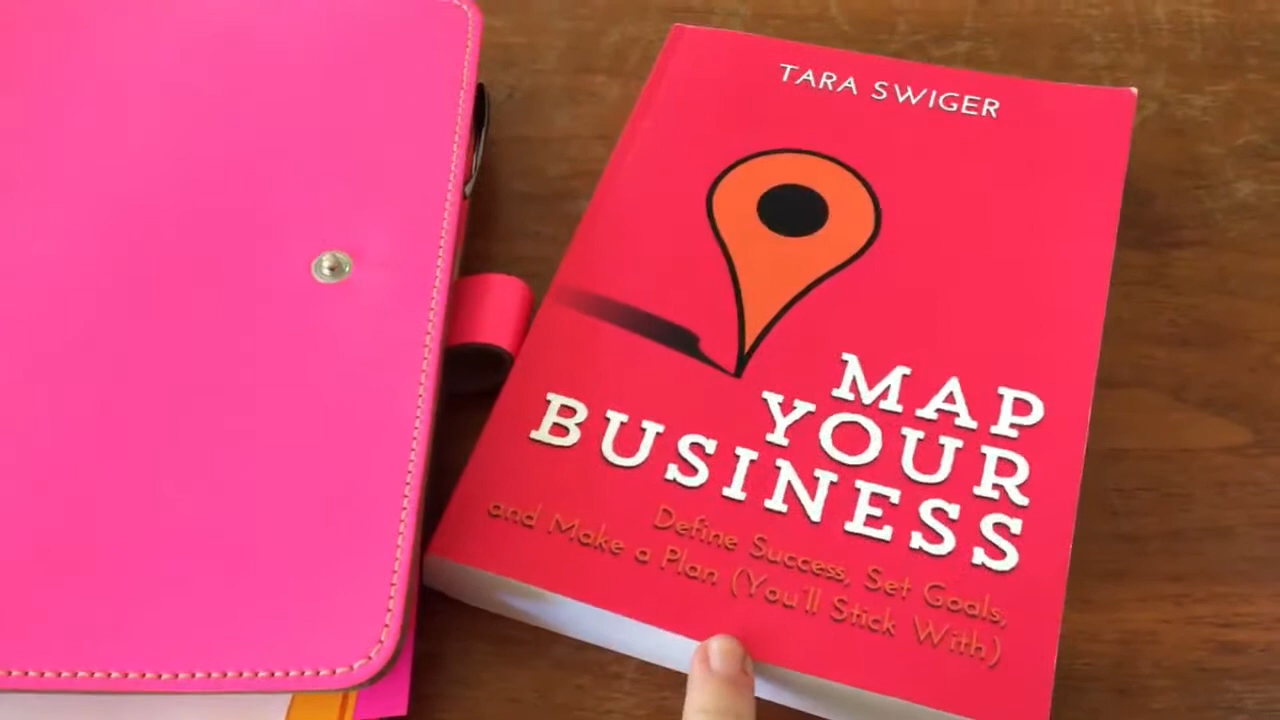 TARA SWIGER
MAP
YOUR
BUSINESS
Define Success, Set Goals,
and Make a Plan (You'll Stick With)